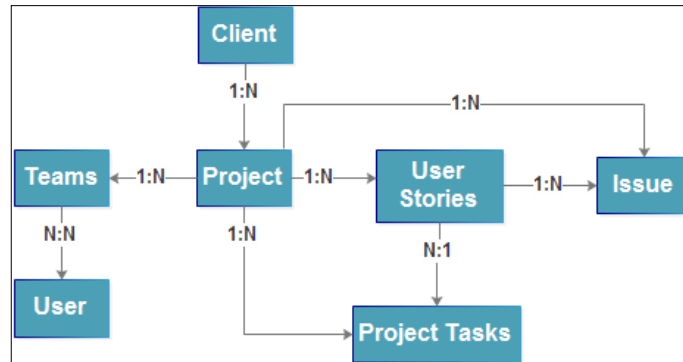 Client
1:N
1:N
Teams
1:N
Project
1:N
User
Stories
1:N
Issue
N:N
1:N
N:1
User
Project Tasks